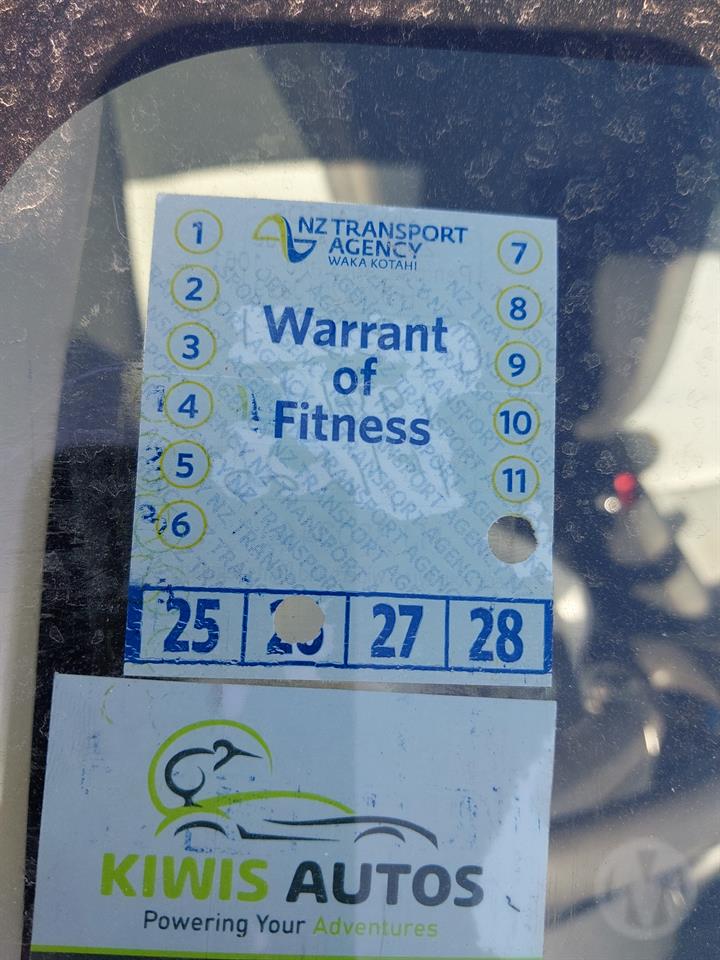 NZ TRANSPORT
AGENCY
WAKA KOTAHI
1
2
3
4
5
6
7
8
9
10
11
Warrant
of
Fitness
25
27
28
KIWIS AUTOS
Powering Your Adventures